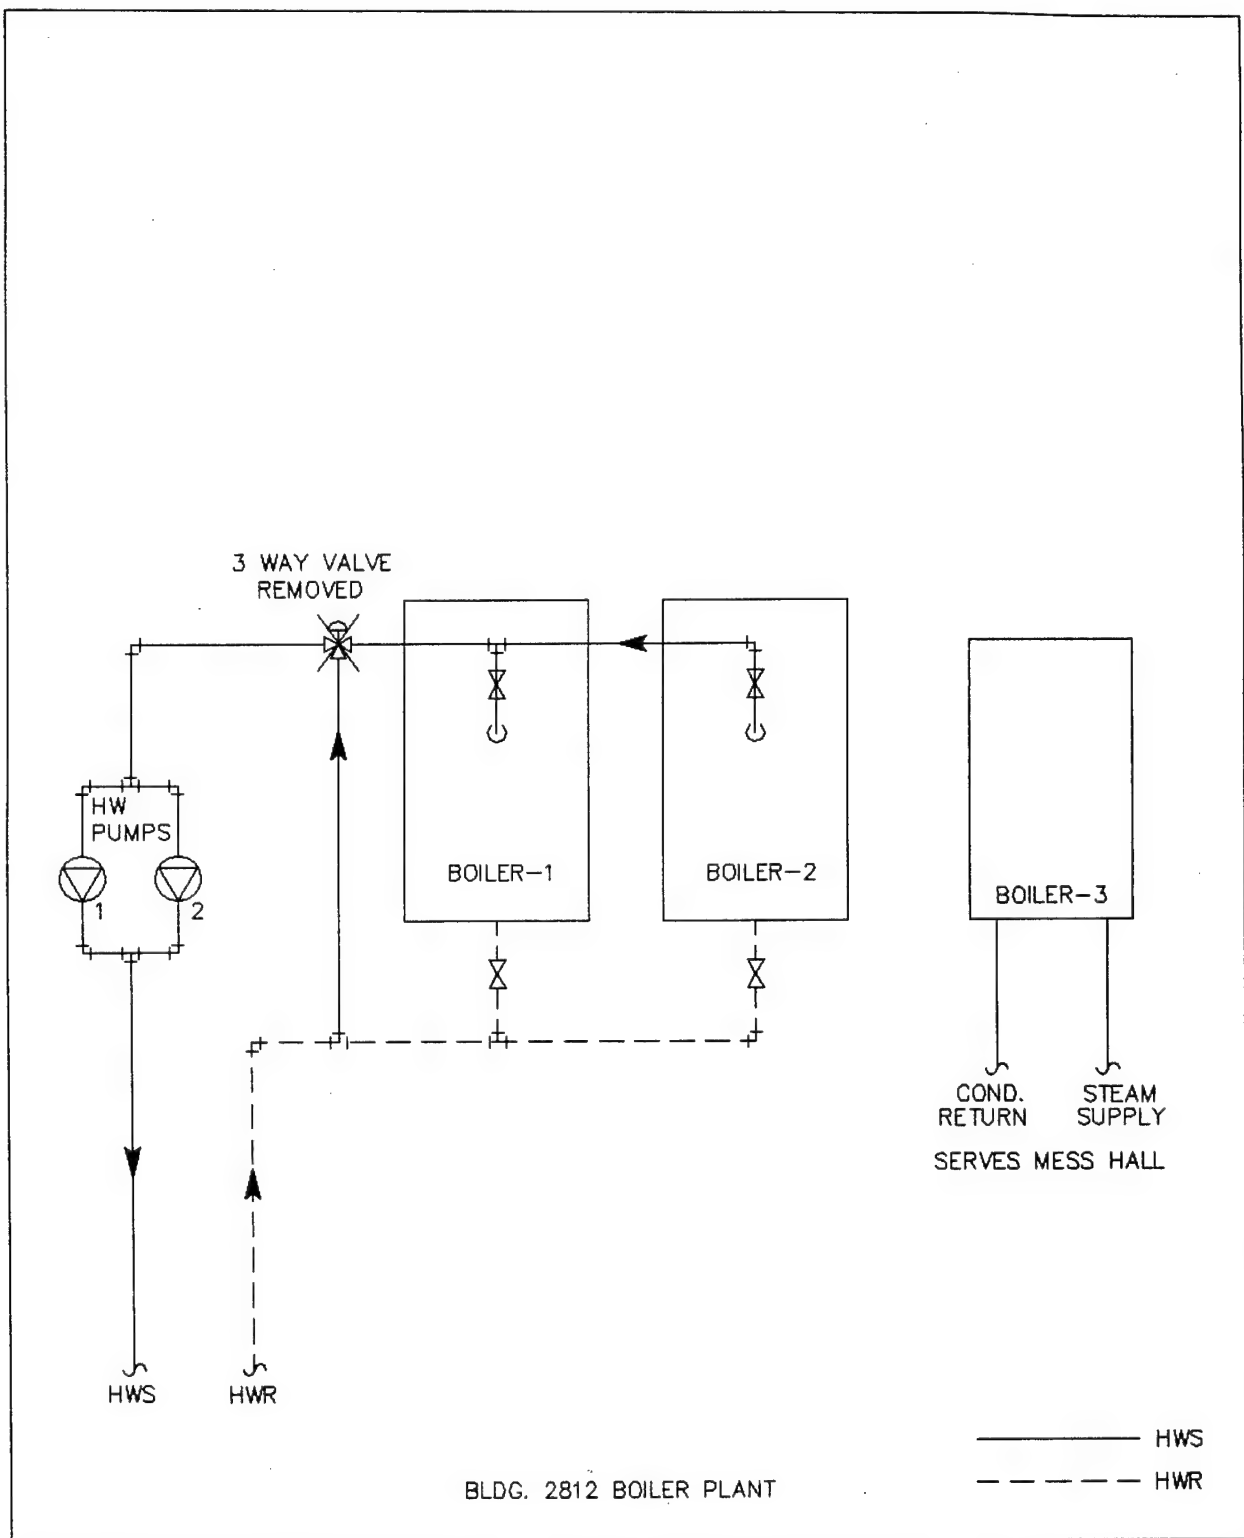 3 WAY VALVE
REMOVED
HW
PUMPS
1
2
BOILER-1
BOILER-2
BOILER-3
COND.
RETURN
STEAM
SUPPLY
SERVES MESS HALL
HWS
HWR
HWS
HWR
BLDG. 2812 BOILER PLANT